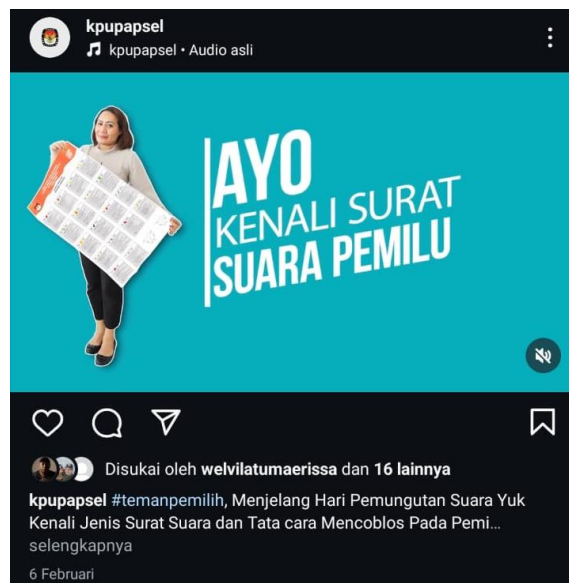 kpupapsel
kpupapsel • Audio asli
AYO
KENALI SURAT
SUARA PEMILU
Disukai oleh welvilatumaerissa dan 16 lainnya
kpupapsel #temanpemilih, Menjelang Hari Pemungutan Suara Yuk
Kenali Jenis Surat Suara dan Tata cara Mencoblos Pada Pemi...
selengkapnya
6 Februari